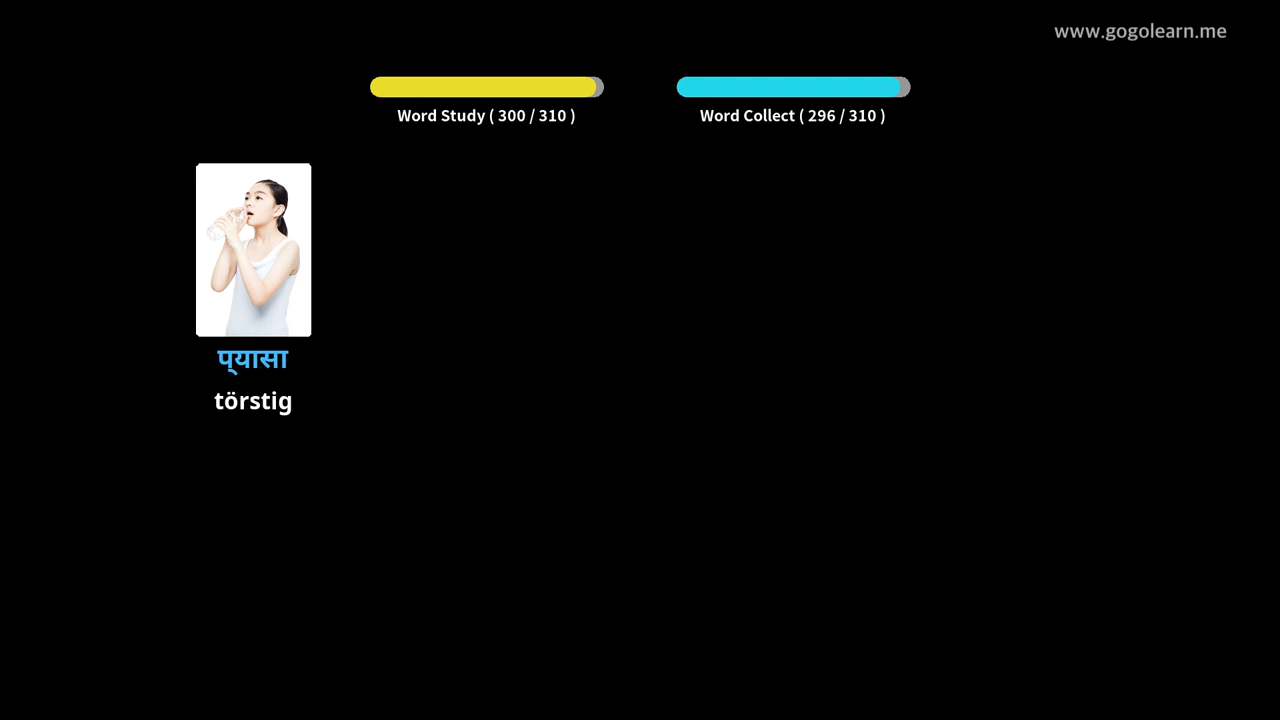 www.gogolearn.me
Word Study ( 300 / 310 )
Word Collect ( 296 / 310 )
प्यासा
törstig